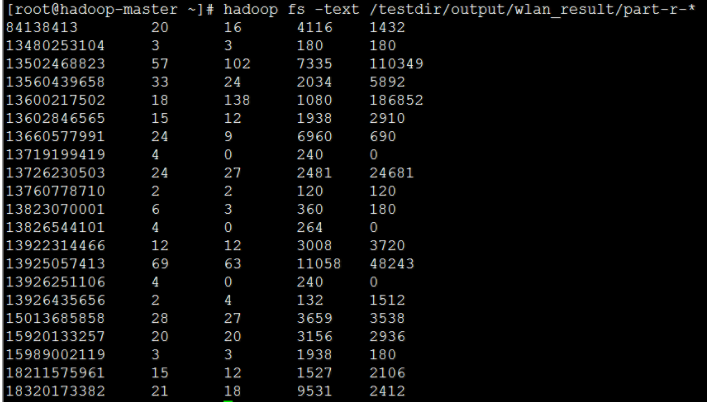 [root@hadoop-master ~]# hadoop fs -text /testdir/output/wlan_result/part-r-*
84138413 20 16 4116 1432
13480253104 3 3 180 180
13502468823 57 102 7335 110349
13560439658 33 24 2034 5892
13600217502 18 138 1080 186852
13602846565 15 12 1938 2910
13660577991 24 9 6960 690
13719199419 4 0 240 0
13726230503 24 27 2481 24681
13760778710 2 2 120 120
13823070001 6 3 360 180
13826544101 4 0 264 0
13922314466 12 12 3008 3720
13925057413 69 63 11058 48243
13926251106 4 0 240 0
13926435656 2 4 132 1512
15013685858 28 27 3659 3538
15920133257 20 20 3156 2936
15989002119 3 3 1938 180
18211575961 15 12 1527 2106
18320173382 21 18 9531 2412